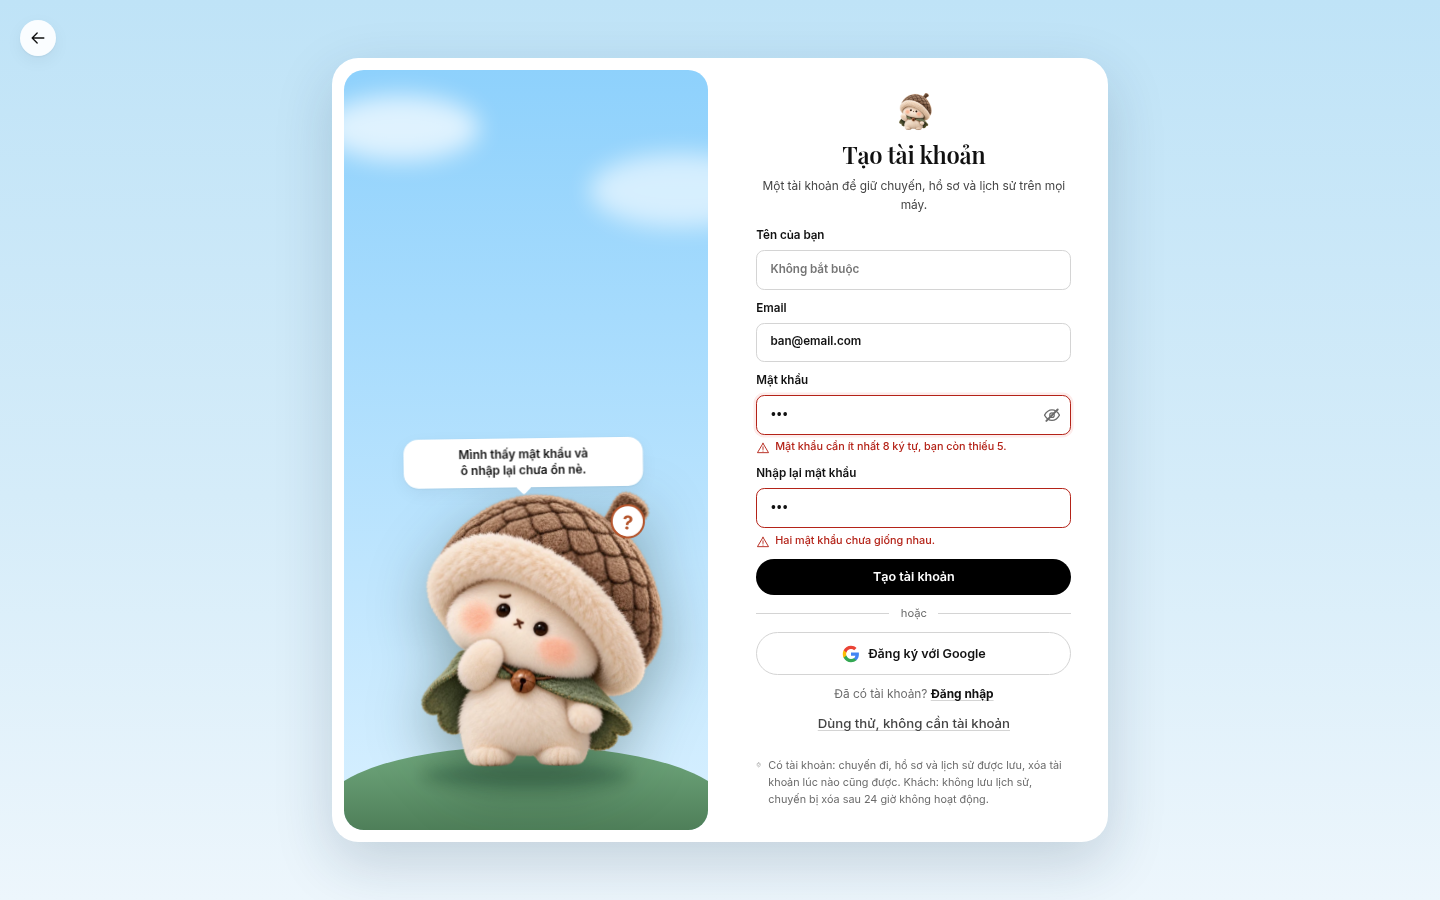 Mình thấy mật khẩu và
ô nhập lại chưa ổn nè.
?
Tạo tài khoản
Một tài khoản để giữ chuyến, hồ sơ và lịch sử trên mọi
máy.
Tên của bạn
Không bắt buộc
Email
ban@email.com
Mật khẩu
•••
Mật khẩu cần ít nhất 8 ký tự, bạn còn thiếu 5.
Nhập lại mật khẩu
•••
Hai mật khẩu chưa giống nhau.
Tạo tài khoản
hoặc
Đăng ký với Google
Đã có tài khoản? Đăng nhập
Dùng thử, không cần tài khoản
Có tài khoản: chuyến đi, hồ sơ và lịch sử được lưu, xóa tài
khoản lúc nào cũng được. Khách: không lưu lịch sử,
chuyến bị xóa sau 24 giờ không hoạt động.